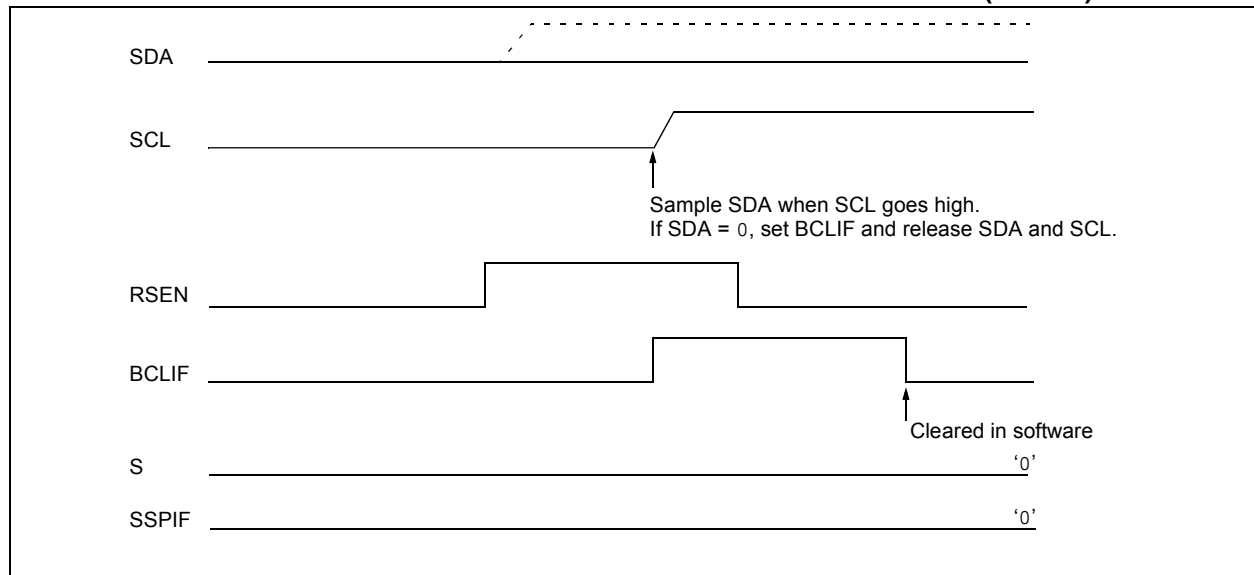 SDA
SCL
Sample SDA when SCL goes high.
If SDA = 0, set BCLIF and release SDA and SCL.
RSEN
BCLIF
Cleared in software
S
‘0’
SSPIF
‘0’